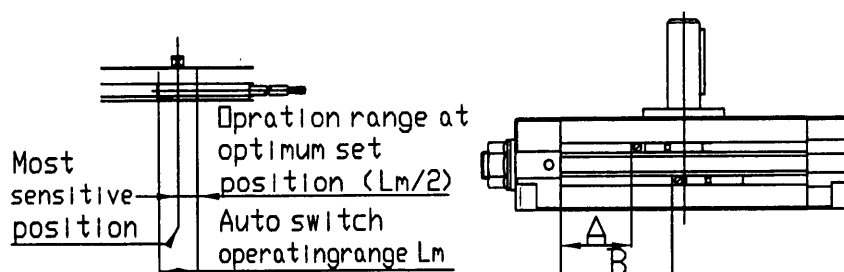 Opration range at
optimum set
position (Lm/2)
Most
sensitive
position
Auto switch
operatingrange Lm
A
B